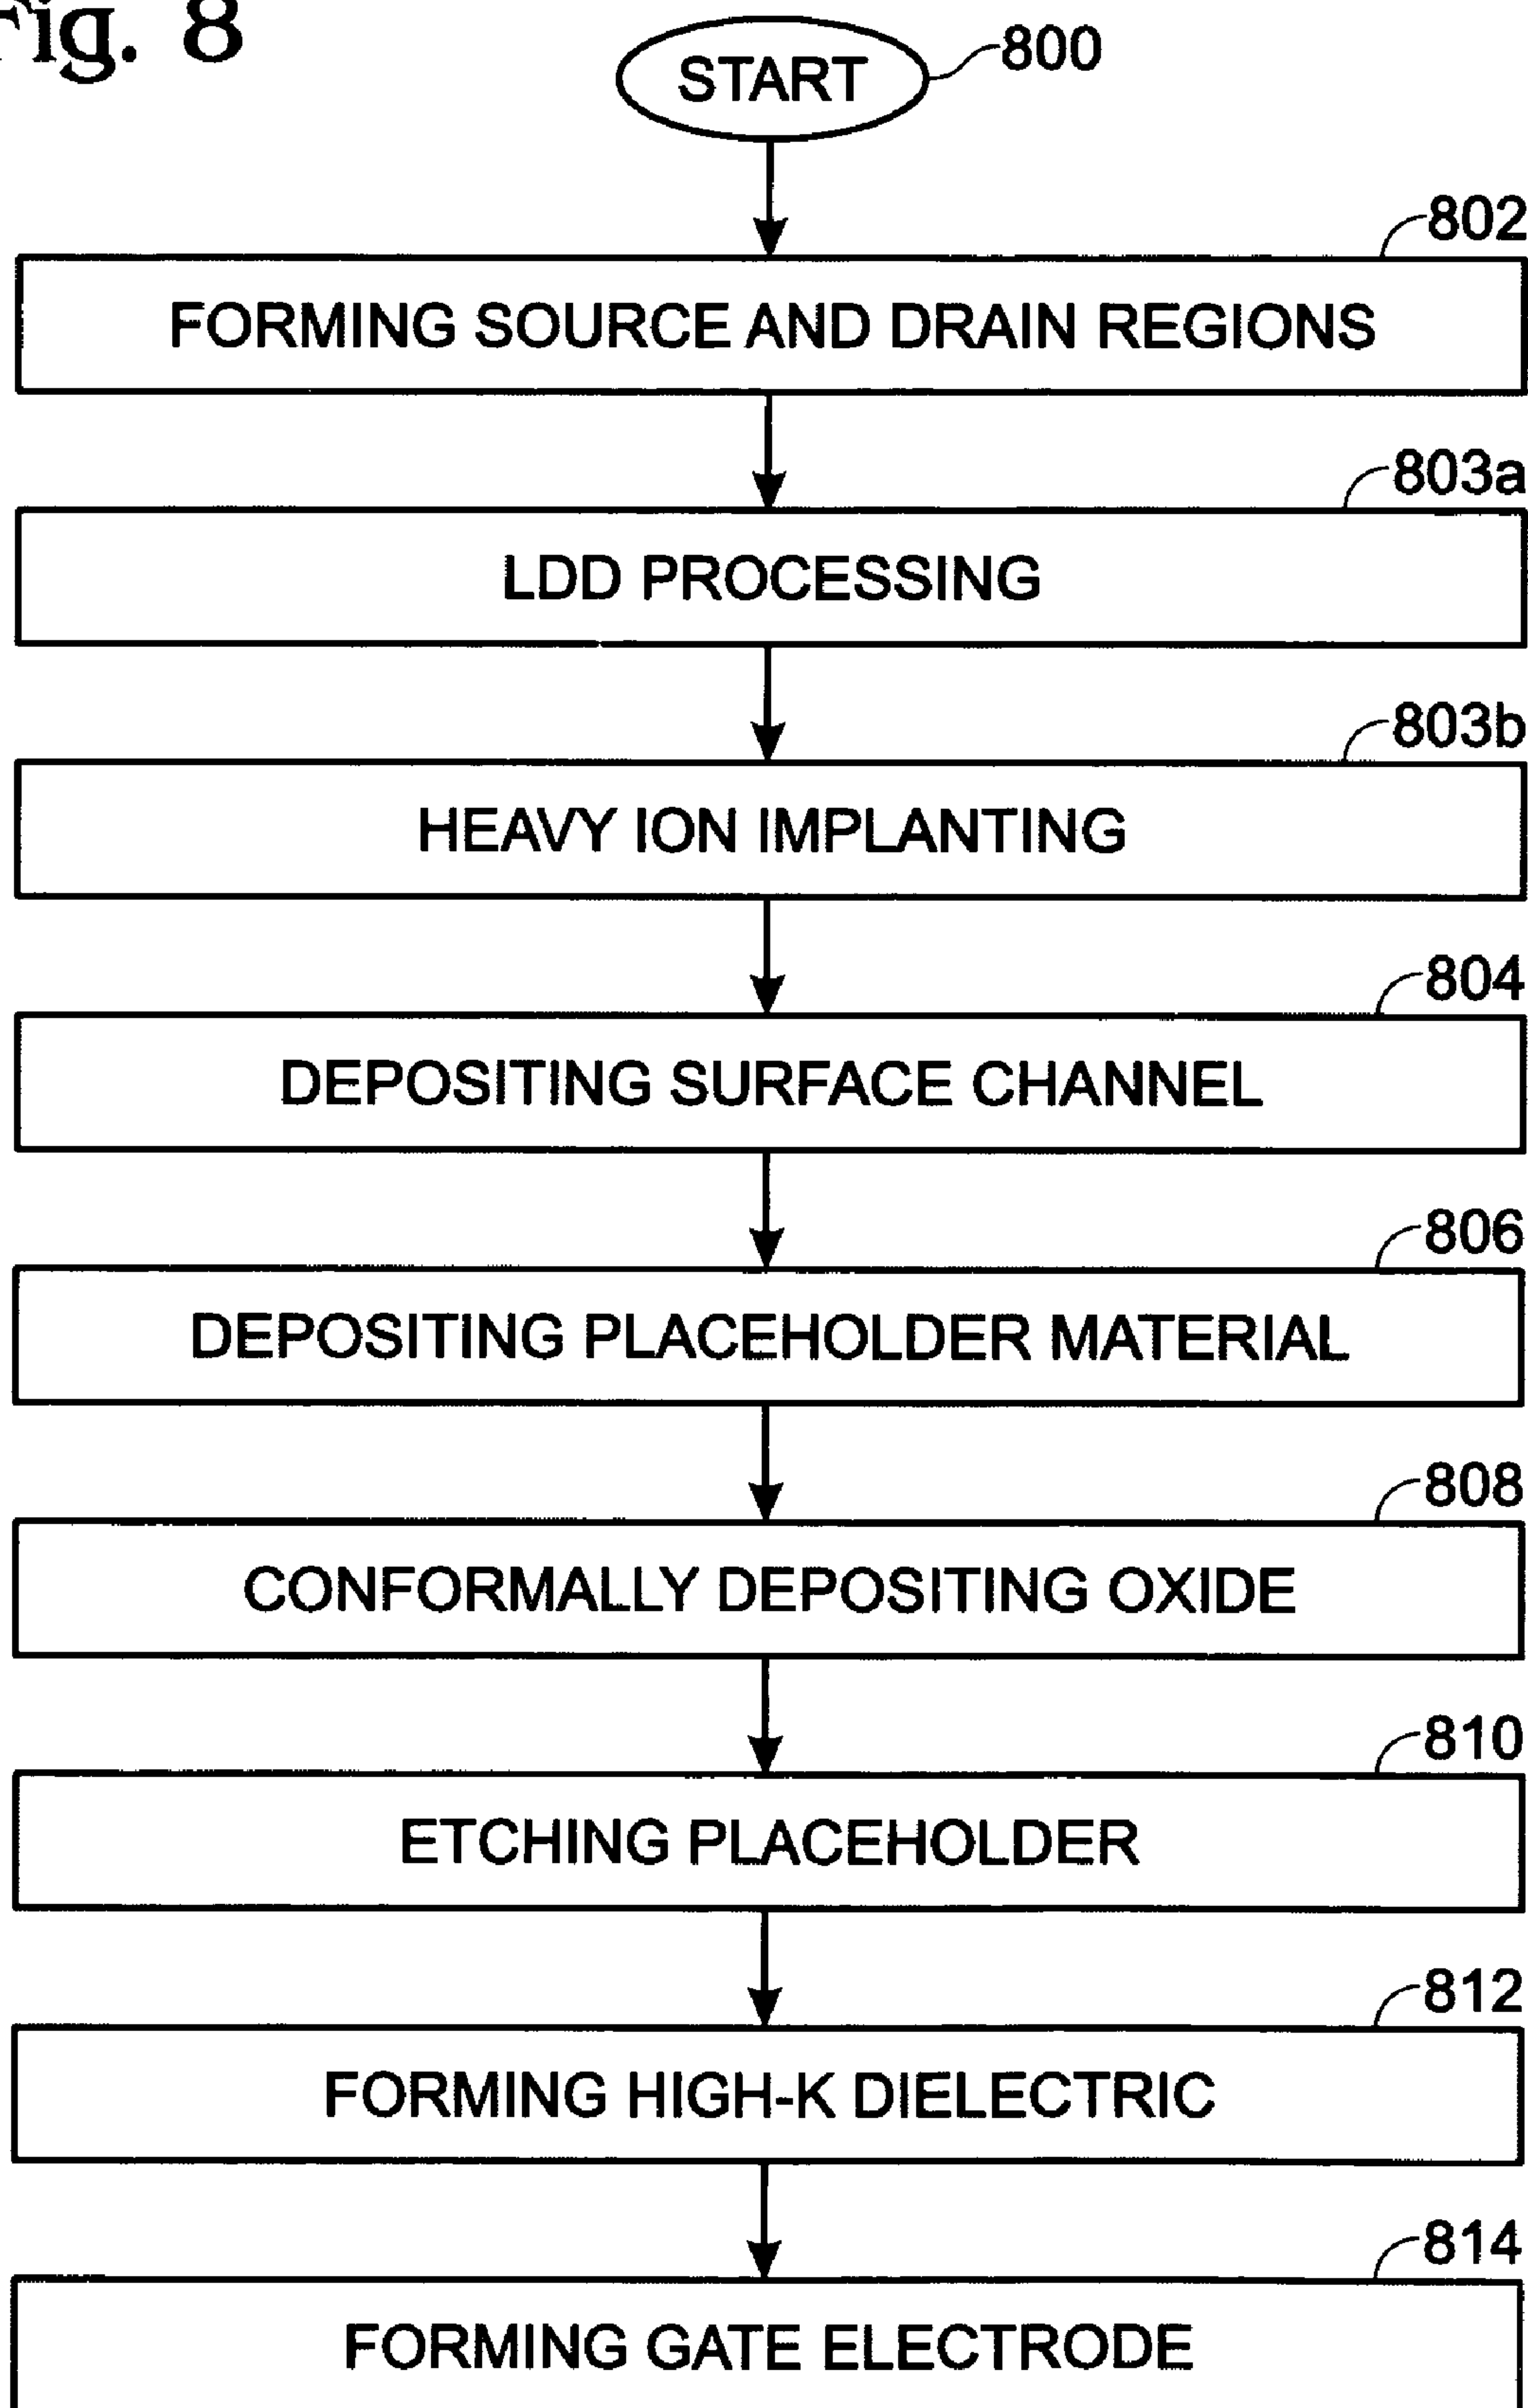 Fig. 8
START
800
802
FORMING SOURCE AND DRAIN REGIONS
803a
LDD PROCESSING
803b
HEAVY ION IMPLANTING
804
DEPOSITING SURFACE CHANNEL
806
DEPOSITING PLACEHOLDER MATERIAL
808
CONFORMALLY DEPOSITING OXIDE
810
ETCHING PLACEHOLDER
812
FORMING HIGH-K DIELECTRIC
814
FORMING GATE ELECTRODE